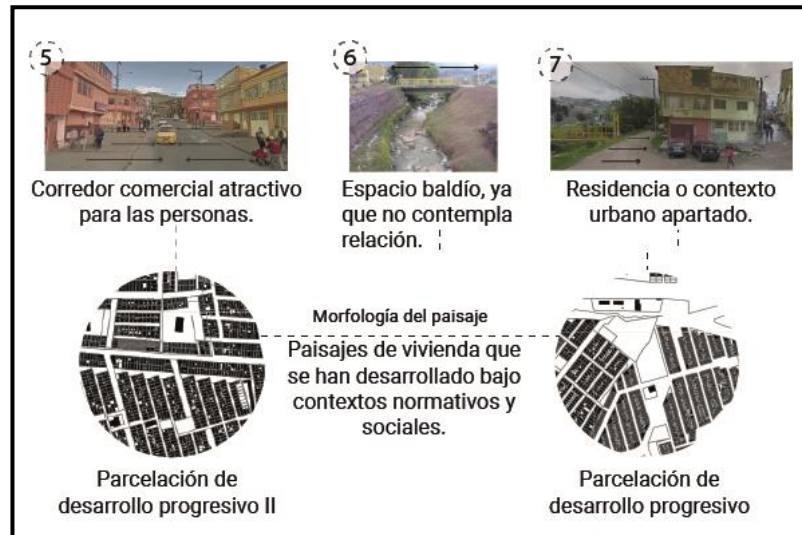 5
6
7
Corredor comercial atractivo
para las personas.
Espacio baldío, ya
que no contempla
relación.
Residencia o contexto
urbano apartado.
Morfología del paisaje
Paisajes de vivienda que
se han desarrollado bajo
contextos normativos y
sociales.
Parcelación de
desarrollo progresivo II
Parcelación de
desarrollo progresivo